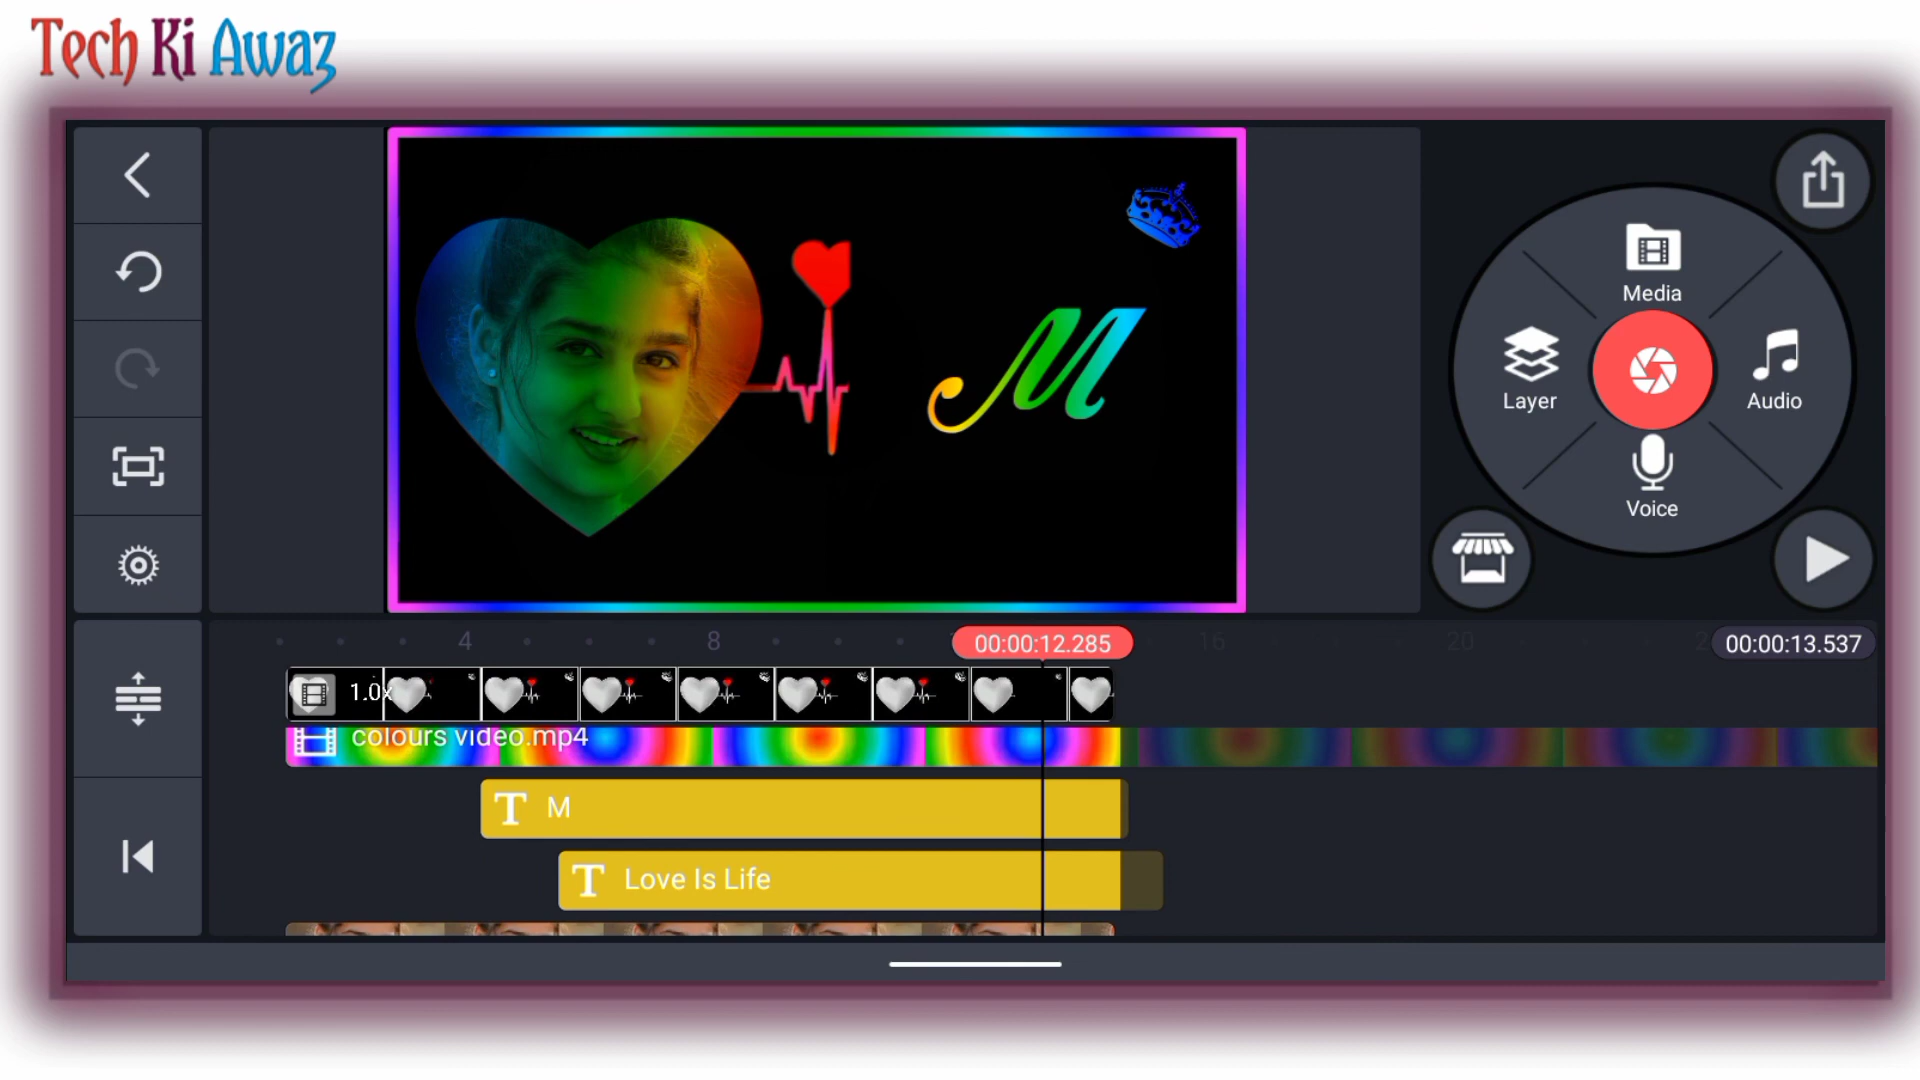 Tech Ki Awaz
M
Media
Layer
Audio
Voice
4
8
00:00:12.285
16
20
00:00:13.537
1.0x
colours video.mp4
T M
T Love Is Life